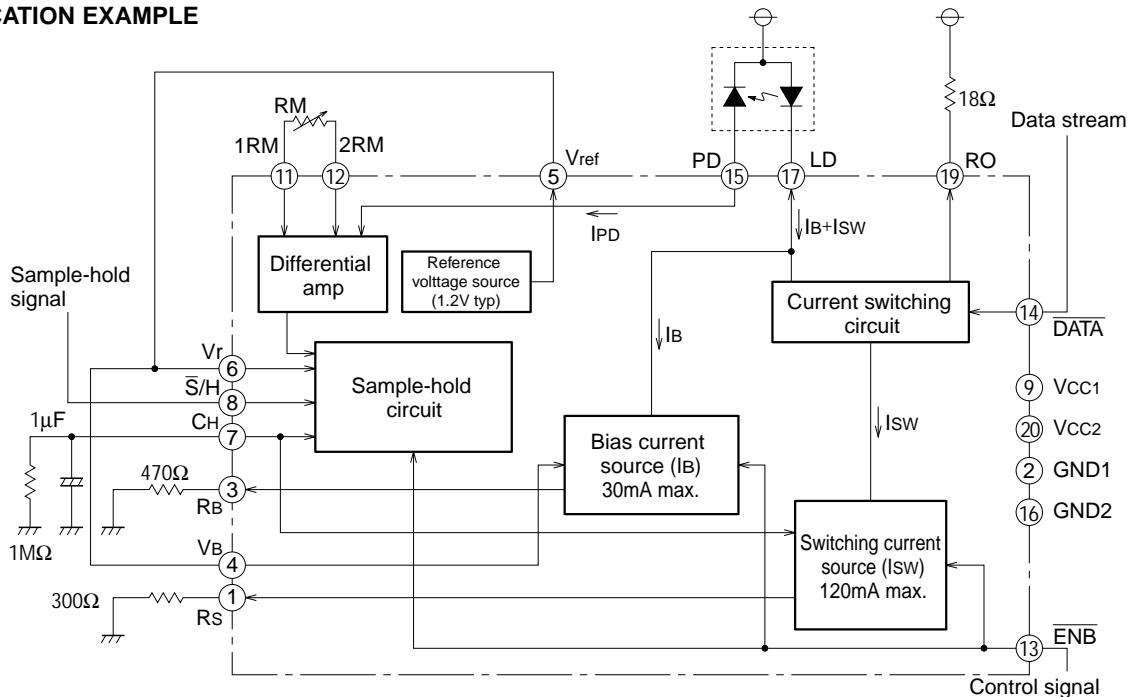 CATION EXAMPLE
RM
1RM
2RM
11
12
Vref
5
PD
15
LD
17
18Ω
RO
19
Data stream
IPD
IB+ISW
Differential
amp
Reference
volttage source
(1.2V typ)
Current switching
circuit
14
DATA
Sample-hold
signal
Vr
6
S/H
8
CH
7
1μF
1MΩ
Sample-hold
circuit
IB
ISW
9 VCC1
20 VCC2
2 GND1
16 GND2
Bias current
source (IB)
30mA max.
470Ω
3
RB
VB
4
300Ω
1
RS
Switching current
source (ISW)
120mA max.
ENB
13
Control signal